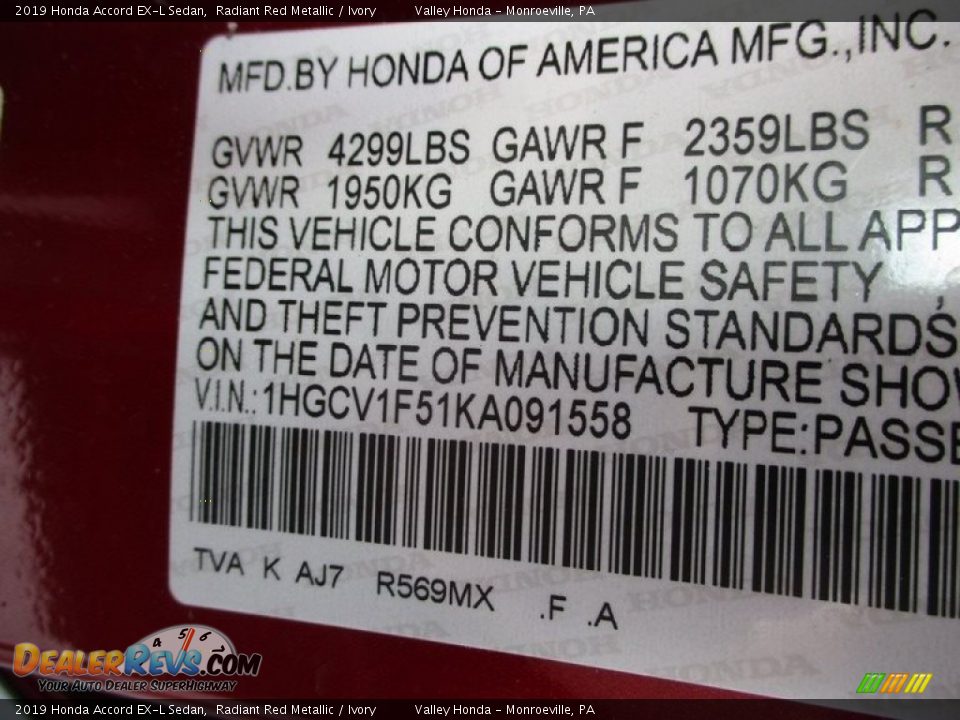 2019 Honda Accord EX-L Sedan, Radiant Red Metallic / Ivory Valley Honda - Monroeville, PA
MFD.BY HONDA OF AMERICA MFG.,INC.
GVWR 4299LBS GAWR F 2359LBS R
GVWR 1950KG GAWR F 1070KG R
THIS VEHICLE CONFORMS TO ALL APP
FEDERAL MOTOR VEHICLE SAFETY ,
AND THEFT PREVENTION STANDARDS
ON THE DATE OF MANUFACTURE SHOW
V.I.N.:1HGCV1F51KA091558 TYPE:PASSE
TVA K AJ7 R569MX .F .A
4 5 6
DEALERREVS.COM
YOUR AUTO DEALER SUPERHIGHWAY
2019 Honda Accord EX-L Sedan, Radiant Red Metallic / Ivory Valley Honda - Monroeville, PA